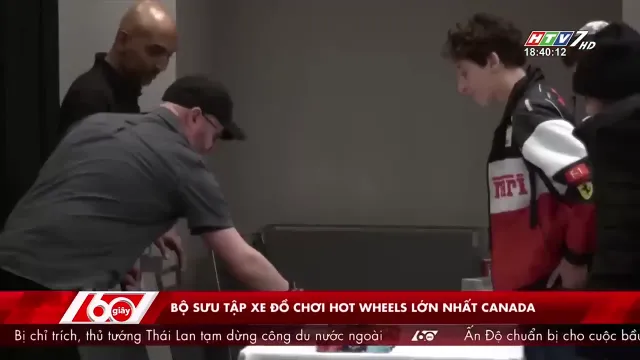 HTV7 HD
18:40:12
RRI
60 giây
BỘ SƯU TẬP XE ĐỒ CHƠI HOT WHEELS LỚN NHẤT CANADA
Bị chỉ trích, thủ tướng Thái Lan tạm dừng công du nước ngoài 60s Ấn Độ chuẩn bị cho cuộc bầ